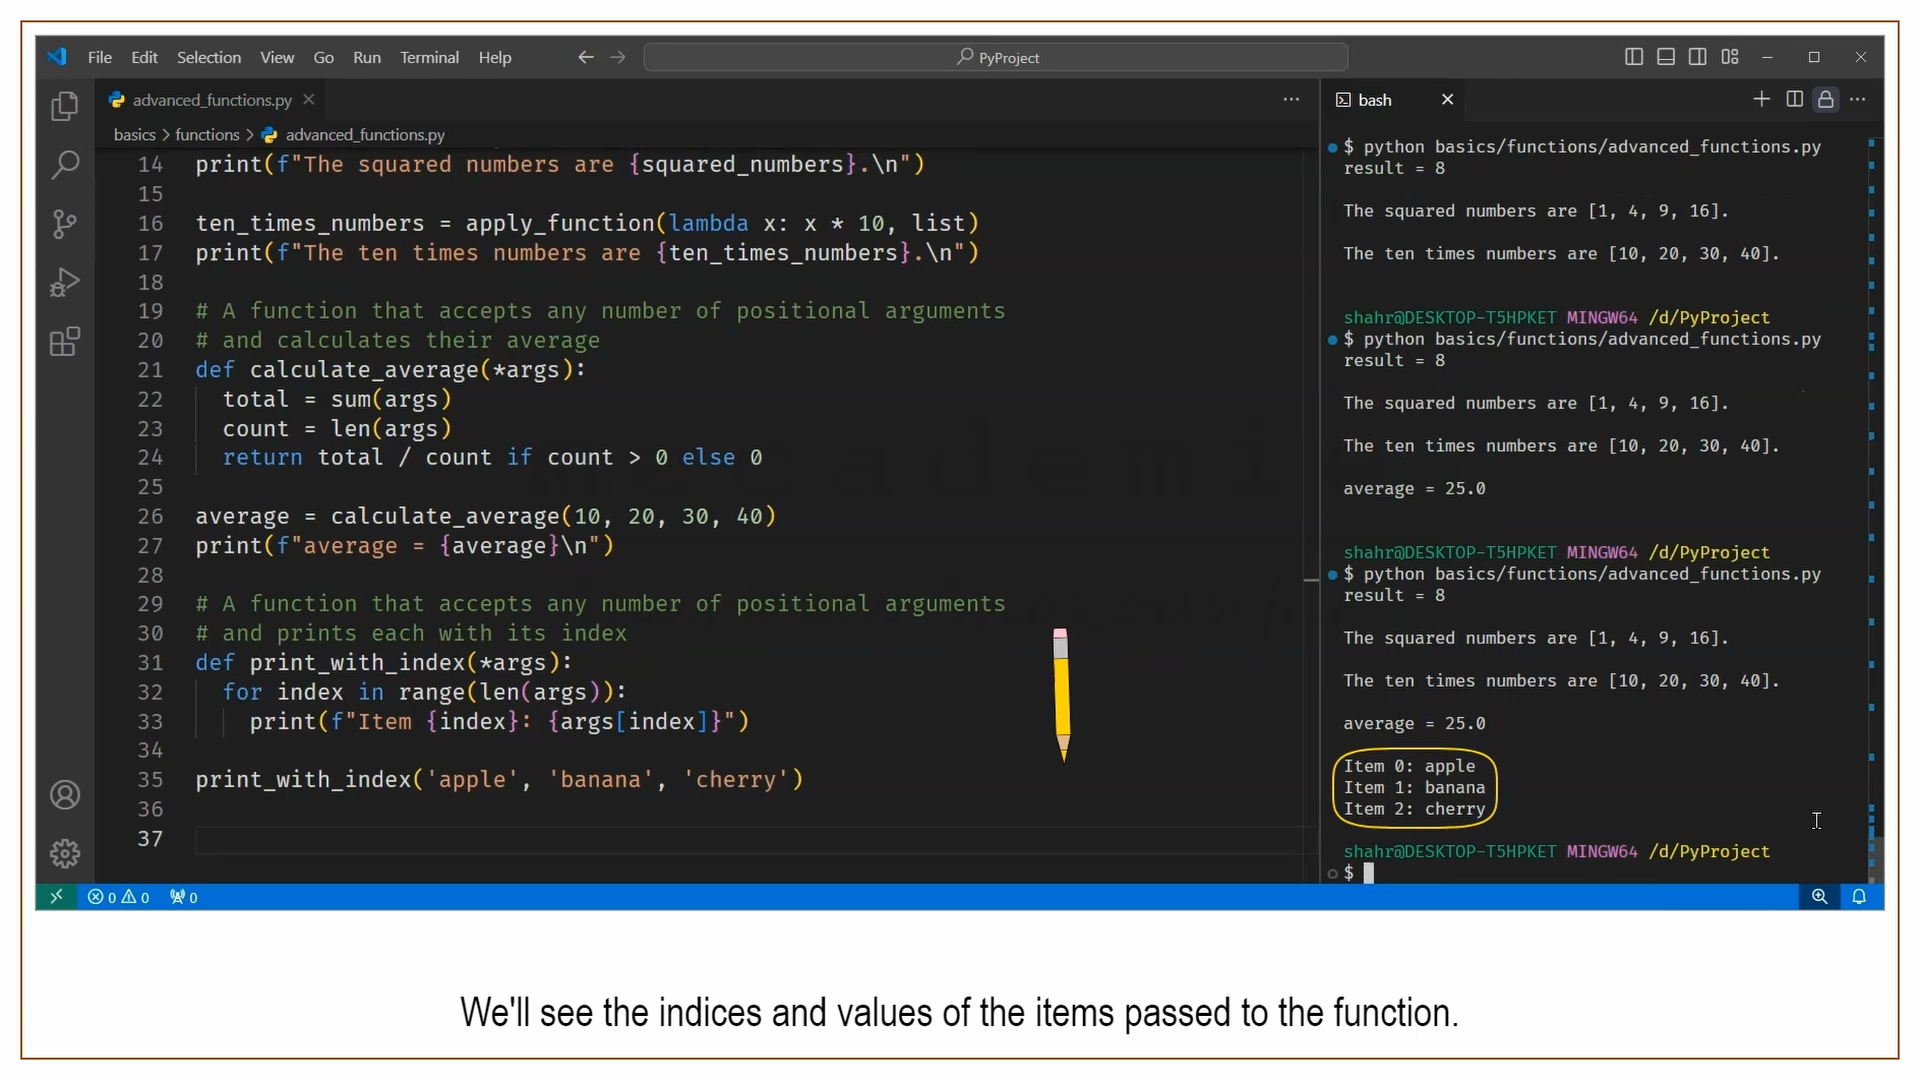 File Edit Selection View Go Run Terminal Help
PyProject
advanced_functions.py
basics > functions > advanced_functions.py
14 print(f"The squared numbers are {squared_numbers}.\n")
15
16 ten_times_numbers = apply_function(lambda x: x * 10, list)
17 print(f"The ten times numbers are {ten_times_numbers}.\n")
18
19 # A function that accepts any number of positional arguments
20 # and calculates their average
21 def calculate_average(*args):
22 total = sum(args)
23 count = len(args)
24 return total / count if count > 0 else 0
25
26 average = calculate_average(10, 20, 30, 40)
27 print(f"average = {average}\n")
28
29 # A function that accepts any number of positional arguments
30 # and prints each with its index
31 def print_with_index(*args):
32 for index in range(len(args)):
33 print(f"Item {index}: {args[index]}")
34
35 print_with_index('apple', 'banana', 'cherry')
36
37
bash
$ python basics/functions/advanced_functions.py
result = 8
The squared numbers are [1, 4, 9, 16].
The ten times numbers are [10, 20, 30, 40].
shahr@DESKTOP-T5HPKET MINGW64 /d/PyProject
$ python basics/functions/advanced_functions.py
result = 8
The squared numbers are [1, 4, 9, 16].
The ten times numbers are [10, 20, 30, 40].
average = 25.0
shahr@DESKTOP-T5HPKET MINGW64 /d/PyProject
$ python basics/functions/advanced_functions.py
result = 8
The squared numbers are [1, 4, 9, 16].
The ten times numbers are [10, 20, 30, 40].
average = 25.0
Item 0: apple
Item 1: banana
Item 2: cherry
shahr@DESKTOP-T5HPKET MINGW64 /d/PyProject
$
0 0 0
We'll see the indices and values of the items passed to the function.